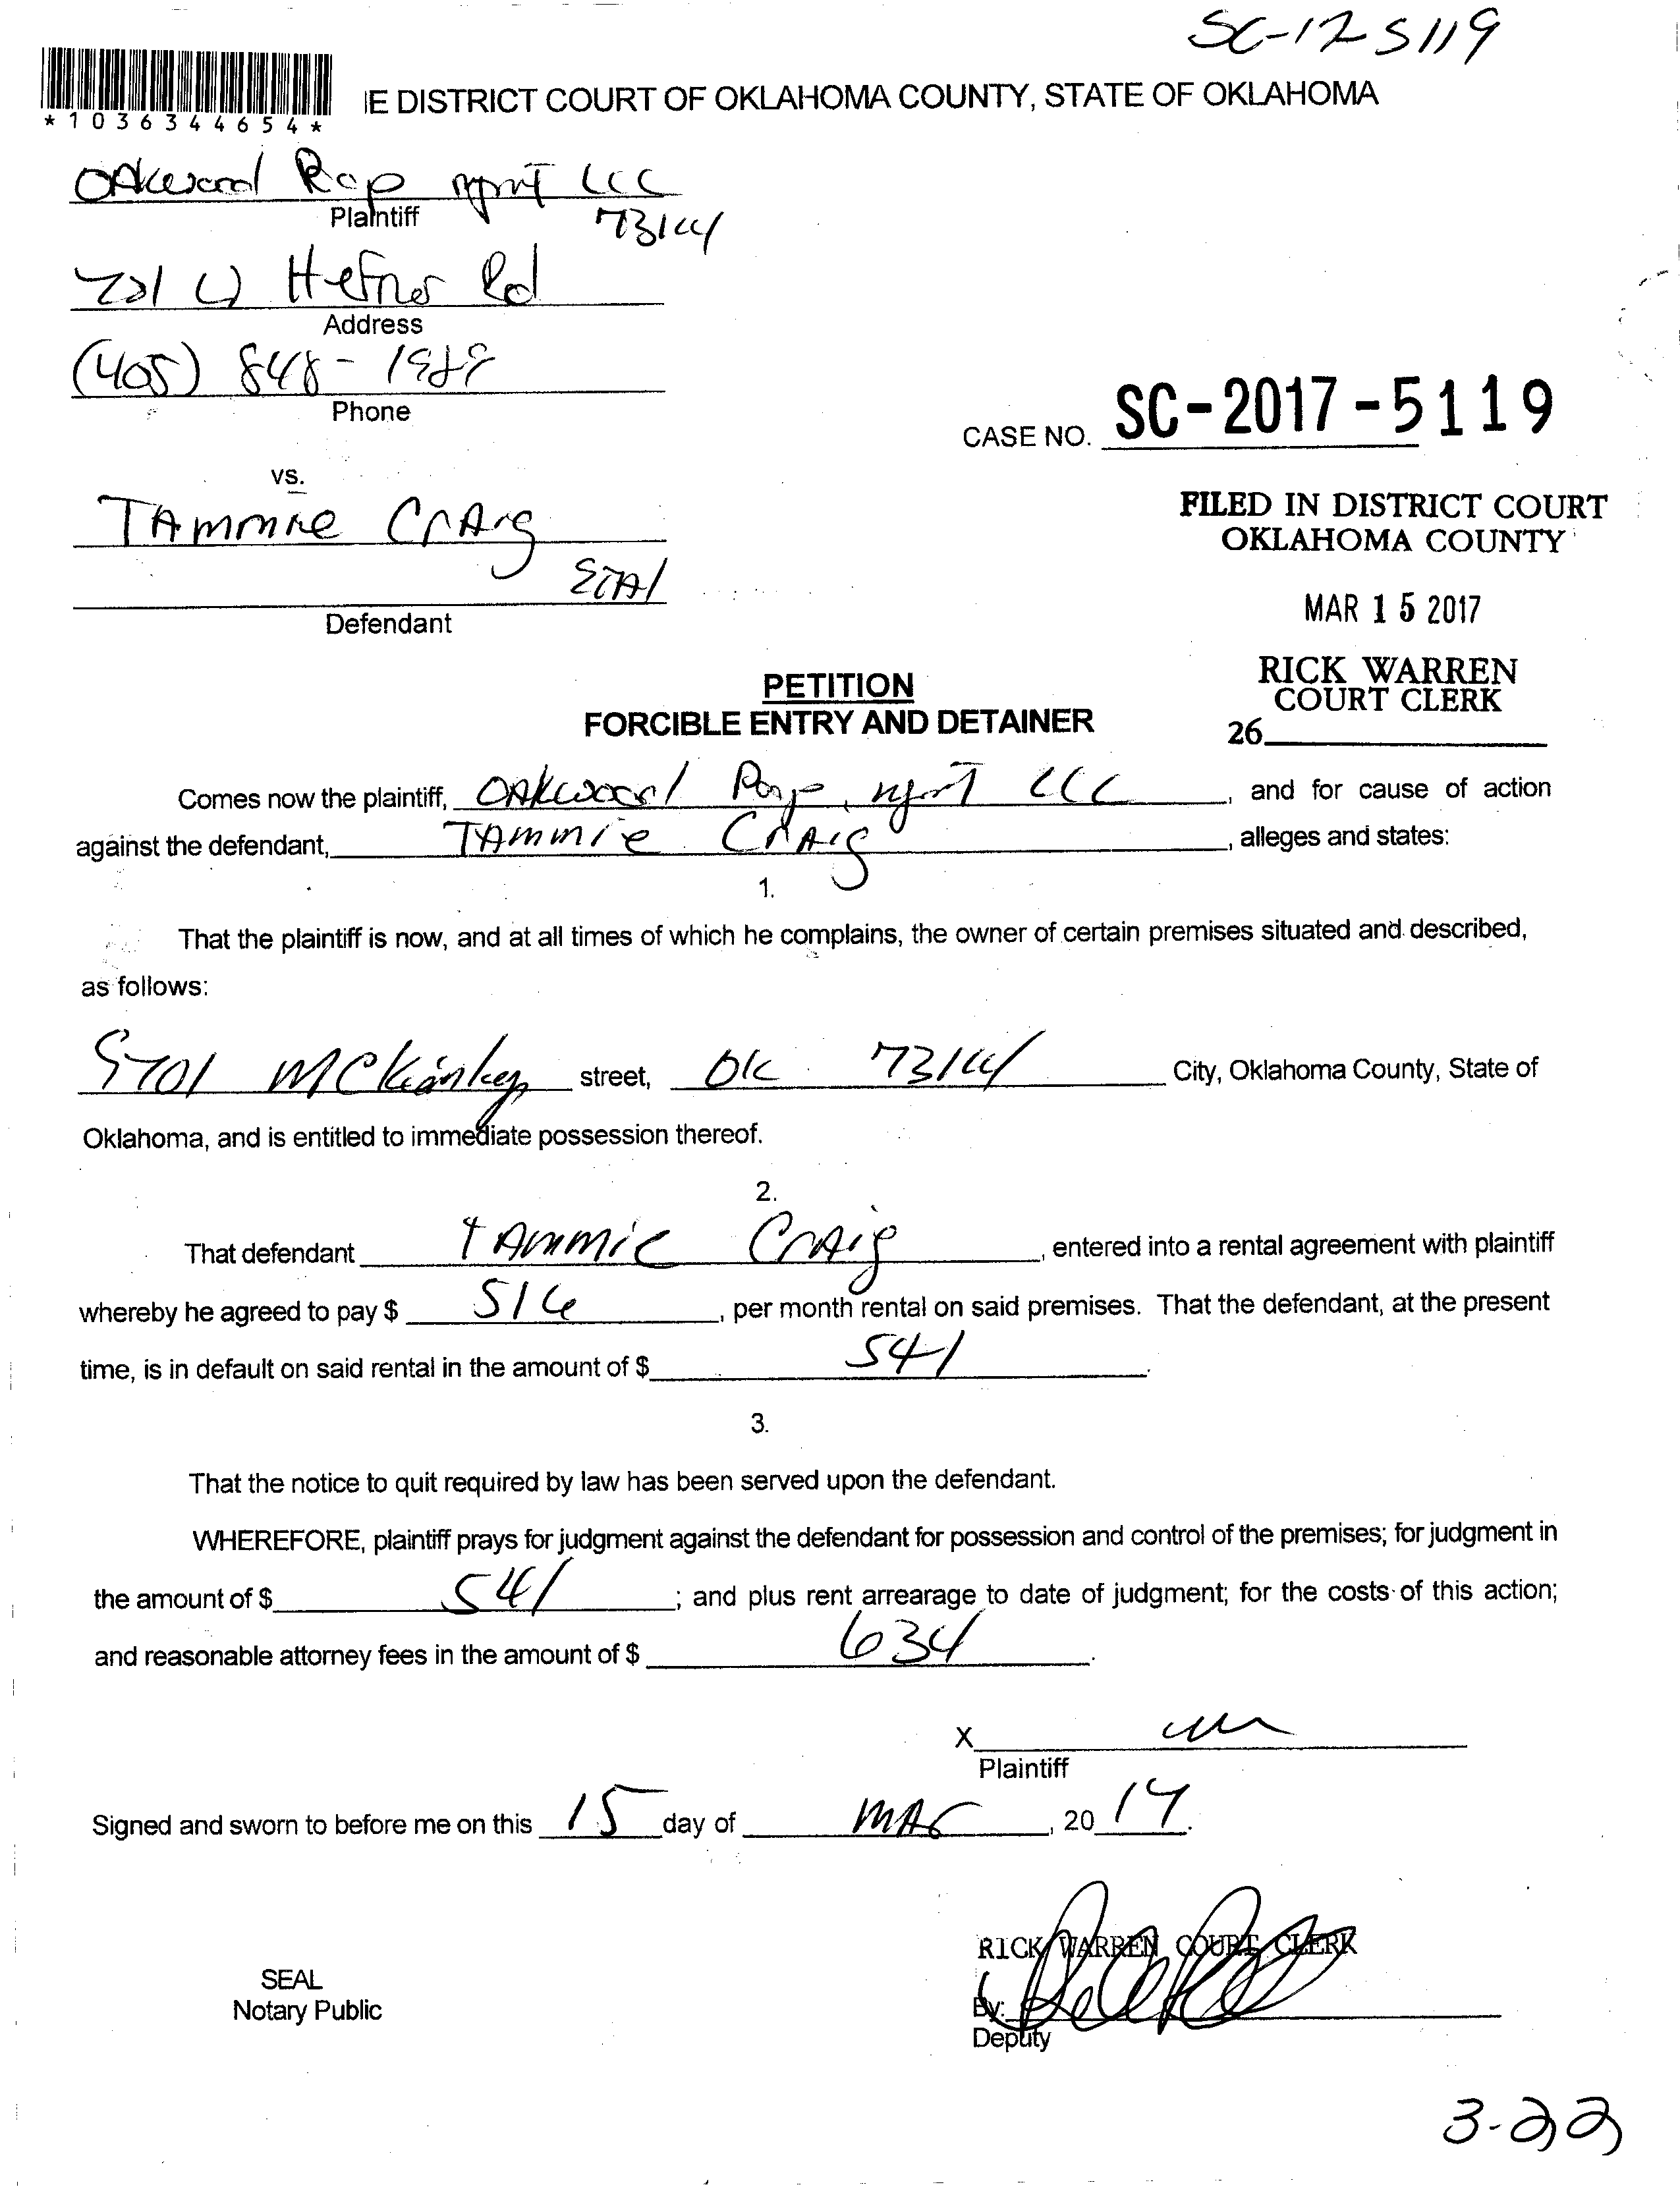 SC-17 5119
*1036344654*
IE DISTRICT COURT OF OKLAHOMA COUNTY, STATE OF OKLAHOMA
OAkwood Rop mgmt LLC
Plaintiff
73114
W Hefner Rd
Address
(405) 848-1989
Phone
CASE NO. SC-2017-5119
vs.
TAmmie CrAig
FILED IN DISTRICT COURT
OKLAHOMA COUNTY
ETAl
Defendant
MAR 15 2017
RICK WARREN
COURT CLERK
26
PETITION
FORCIBLE ENTRY AND DETAINER
Comes now the plaintiff, OAkwood Prop mgmt LLC, and for cause of action
against the defendant, TAmmie CrAig, alleges and states:
1.
That the plaintiff is now, and at all times of which he complains, the owner of certain premises situated and described,
as follows:
5701 McKinley street, OK 73114 City, Oklahoma County, State of
Oklahoma, and is entitled to immediate possession thereof.
2.
That defendant TAmmie CrAig, entered into a rental agreement with plaintiff
whereby he agreed to pay $ 516, per month rental on said premises. That the defendant, at the present
time, is in default on said rental in the amount of $ 541.
3.
That the notice to quit required by law has been served upon the defendant.
WHEREFORE, plaintiff prays for judgment against the defendant for possession and control of the premises; for judgment in
the amount of $ 541; and plus rent arrearage to date of judgment; for the costs of this action;
and reasonable attorney fees in the amount of $ 634.
X
Plaintiff
Signed and sworn to before me on this 15 day of MAr, 20 17.
RICK WARREN COURT CLERK
SEAL
Notary Public
By:
Deputy
3-22